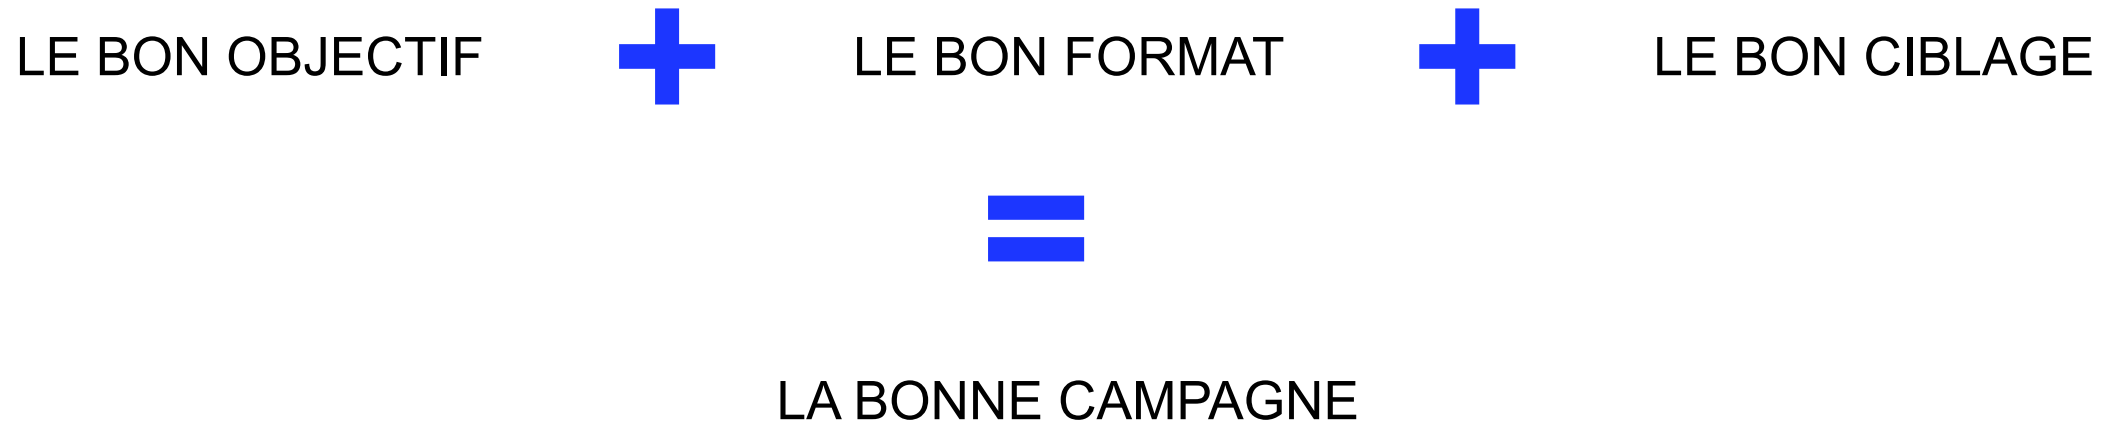 LE BON OBJECTIF + LE BON FORMAT + LE BON CIBLAGE
=
LA BONNE CAMPAGNE